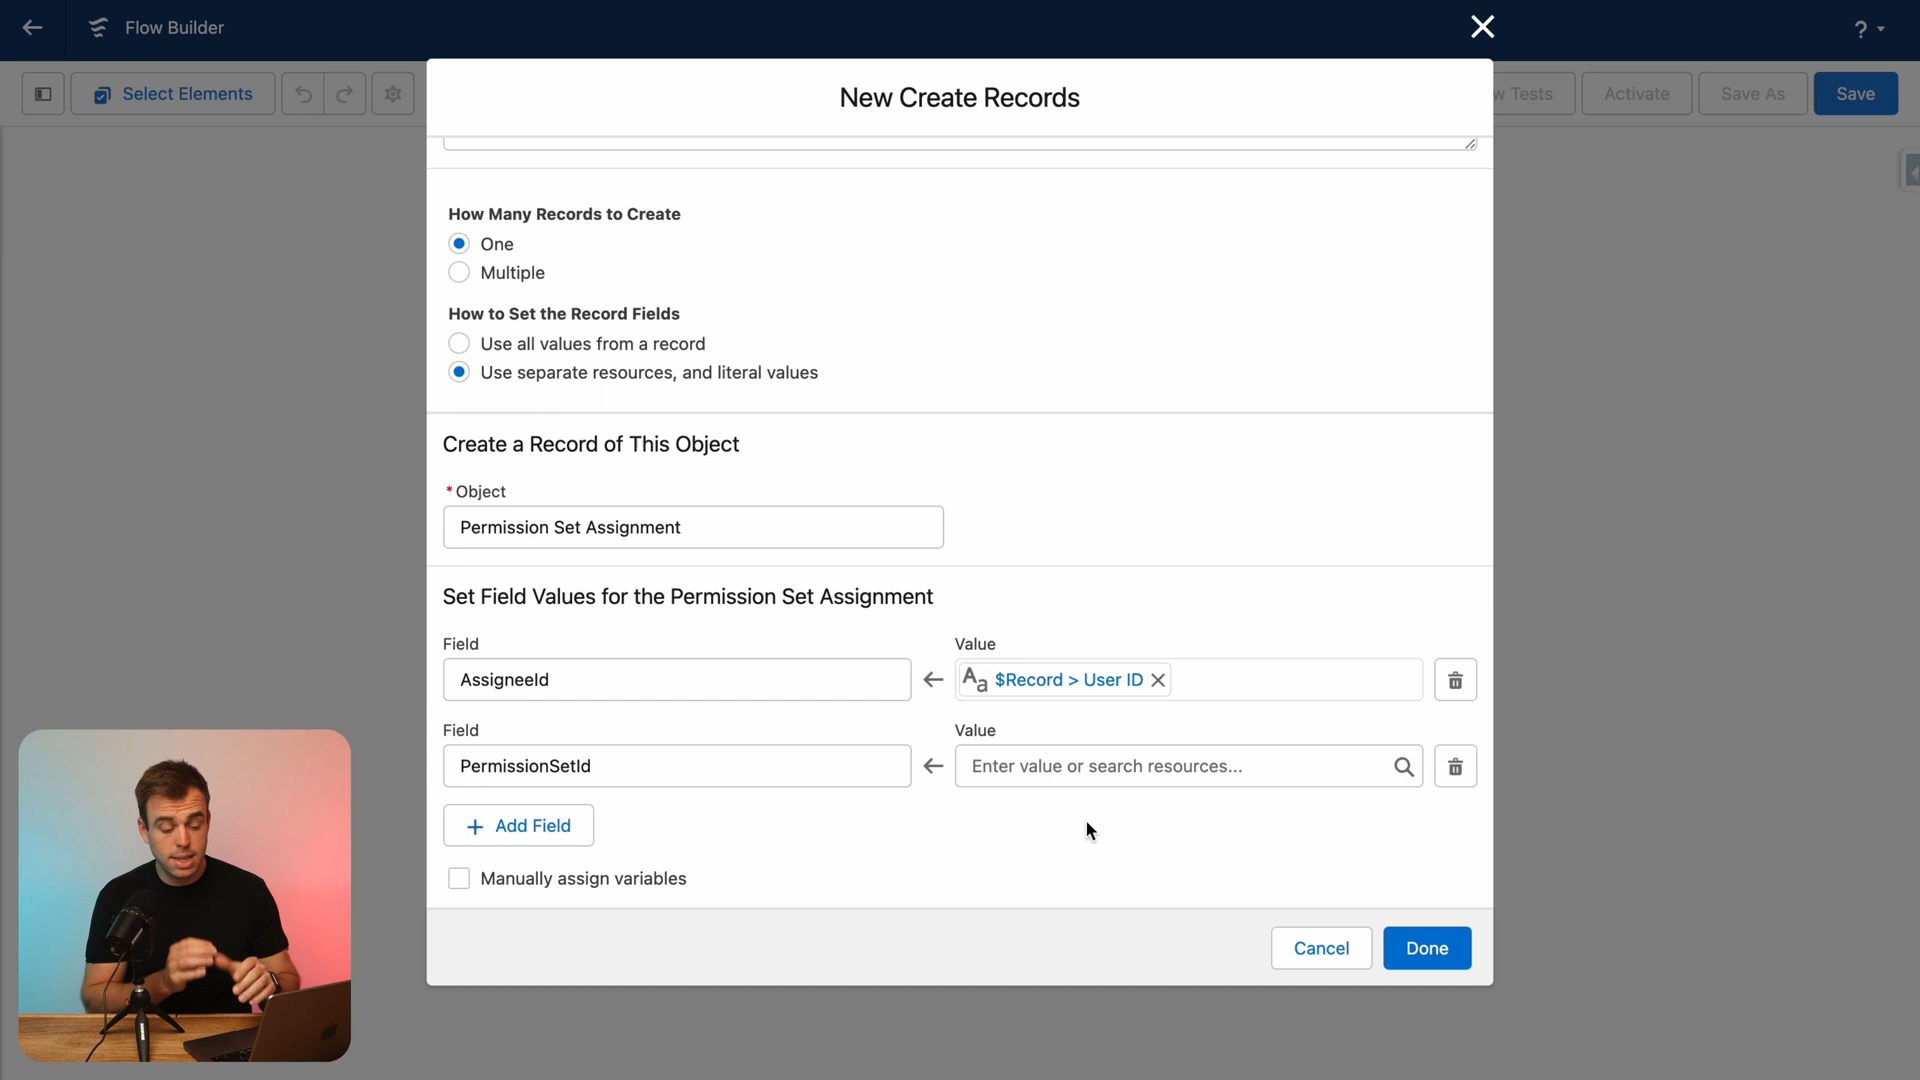 Flow Builder
?
Select Elements
w Tests
Activate
Save As
Save
New Create Records
How Many Records to Create
One
Multiple
How to Set the Record Fields
Use all values from a record
Use separate resources, and literal values
Create a Record of This Object
* Object
Permission Set Assignment
Set Field Values for the Permission Set Assignment
Field Value
AssigneeId Aa $Record > User ID
Field Value
PermissionSetId Enter value or search resources...
+ Add Field
Manually assign variables
Cancel
Done